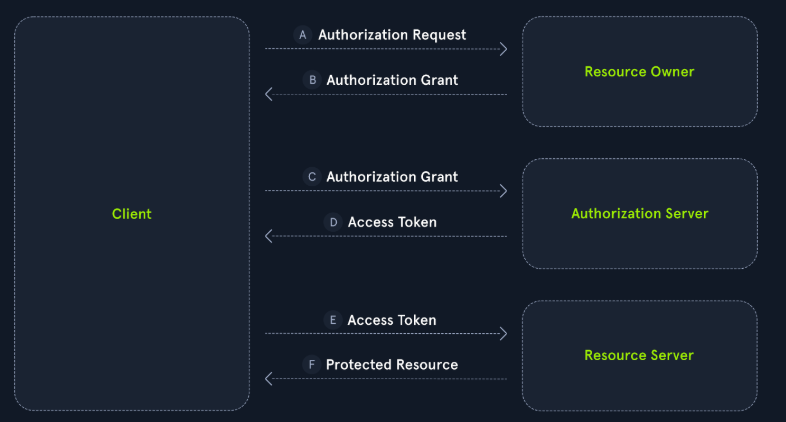 A Authorization Request
Resource Owner
B Authorization Grant
C Authorization Grant
Client
Authorization Server
D Access Token
E Access Token
Resource Server
F Protected Resource